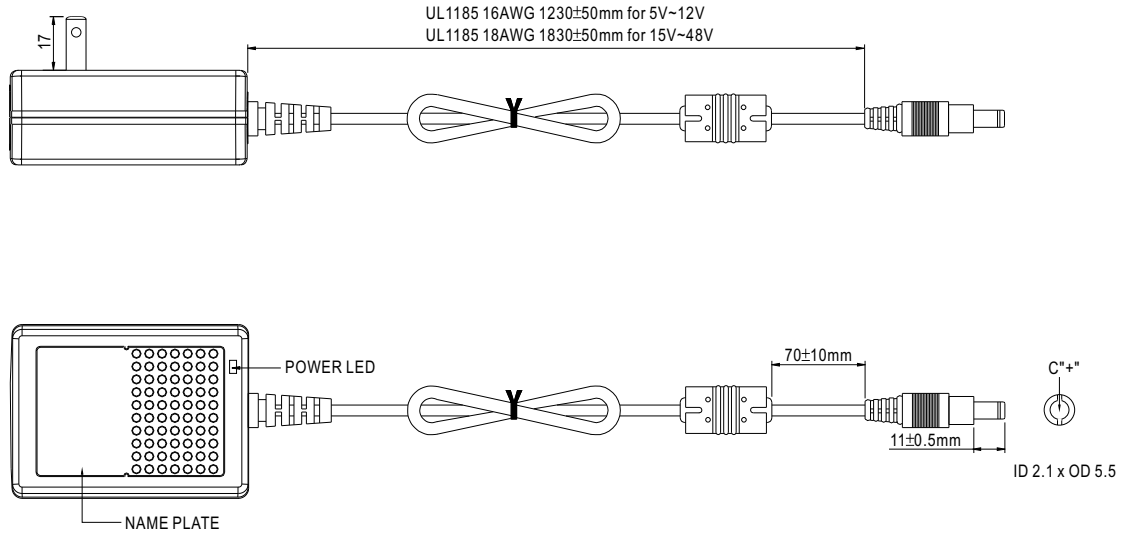 UL1185 16AWG 1230±50mm for 5V~12V
UL1185 18AWG 1830±50mm for 15V~48V
17
POWER LED
70±10mm
C"+"
11±0.5mm
ID 2.1 x OD 5.5
NAME PLATE